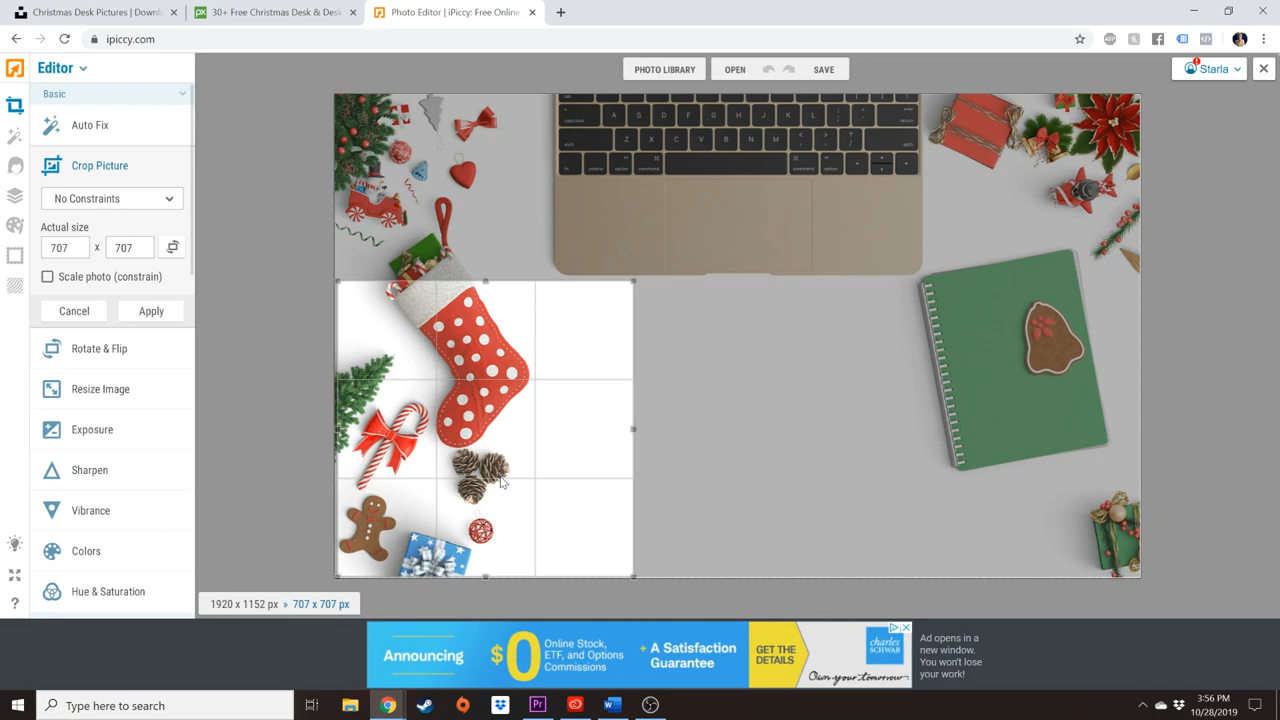 Christmas Desk Pictures | Downl
30+ Free Christmas Desk & Desk
Photo Editor | iPiccy: Free Online
ipiccy.com
Editor
PHOTO LIBRARY
OPEN
SAVE
Starla
Basic
Auto Fix
Crop Picture
No Constraints
Actual size
707 x 707
Scale photo (constrain)
Cancel
Apply
Rotate & Flip
Resize Image
Exposure
Sharpen
Vibrance
Colors
Hue & Saturation
1920 x 1152 px » 707 x 707 px
Announcing $0 Online Stock, ETF, and Options Commissions
+ A Satisfaction Guarantee
GET THE DETAILS
charles SCHWAB
Own your tomorrow.
Ad opens in a
new window.
You won't lose
your work!
Type here to search
3:56 PM
10/28/2019